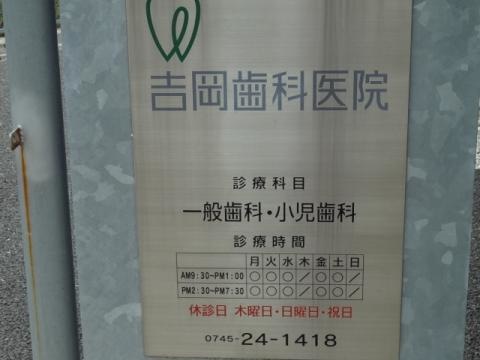 吉岡歯科医院
診療科目
一般歯科・小児歯科
診療時間
月火水木金土日
AM9:30~PM1:00 ○○○／○○／
PM2:30~PM7:30 ○○○／○○／
休診日 木曜日・日曜日・祝日
0745-24-1418